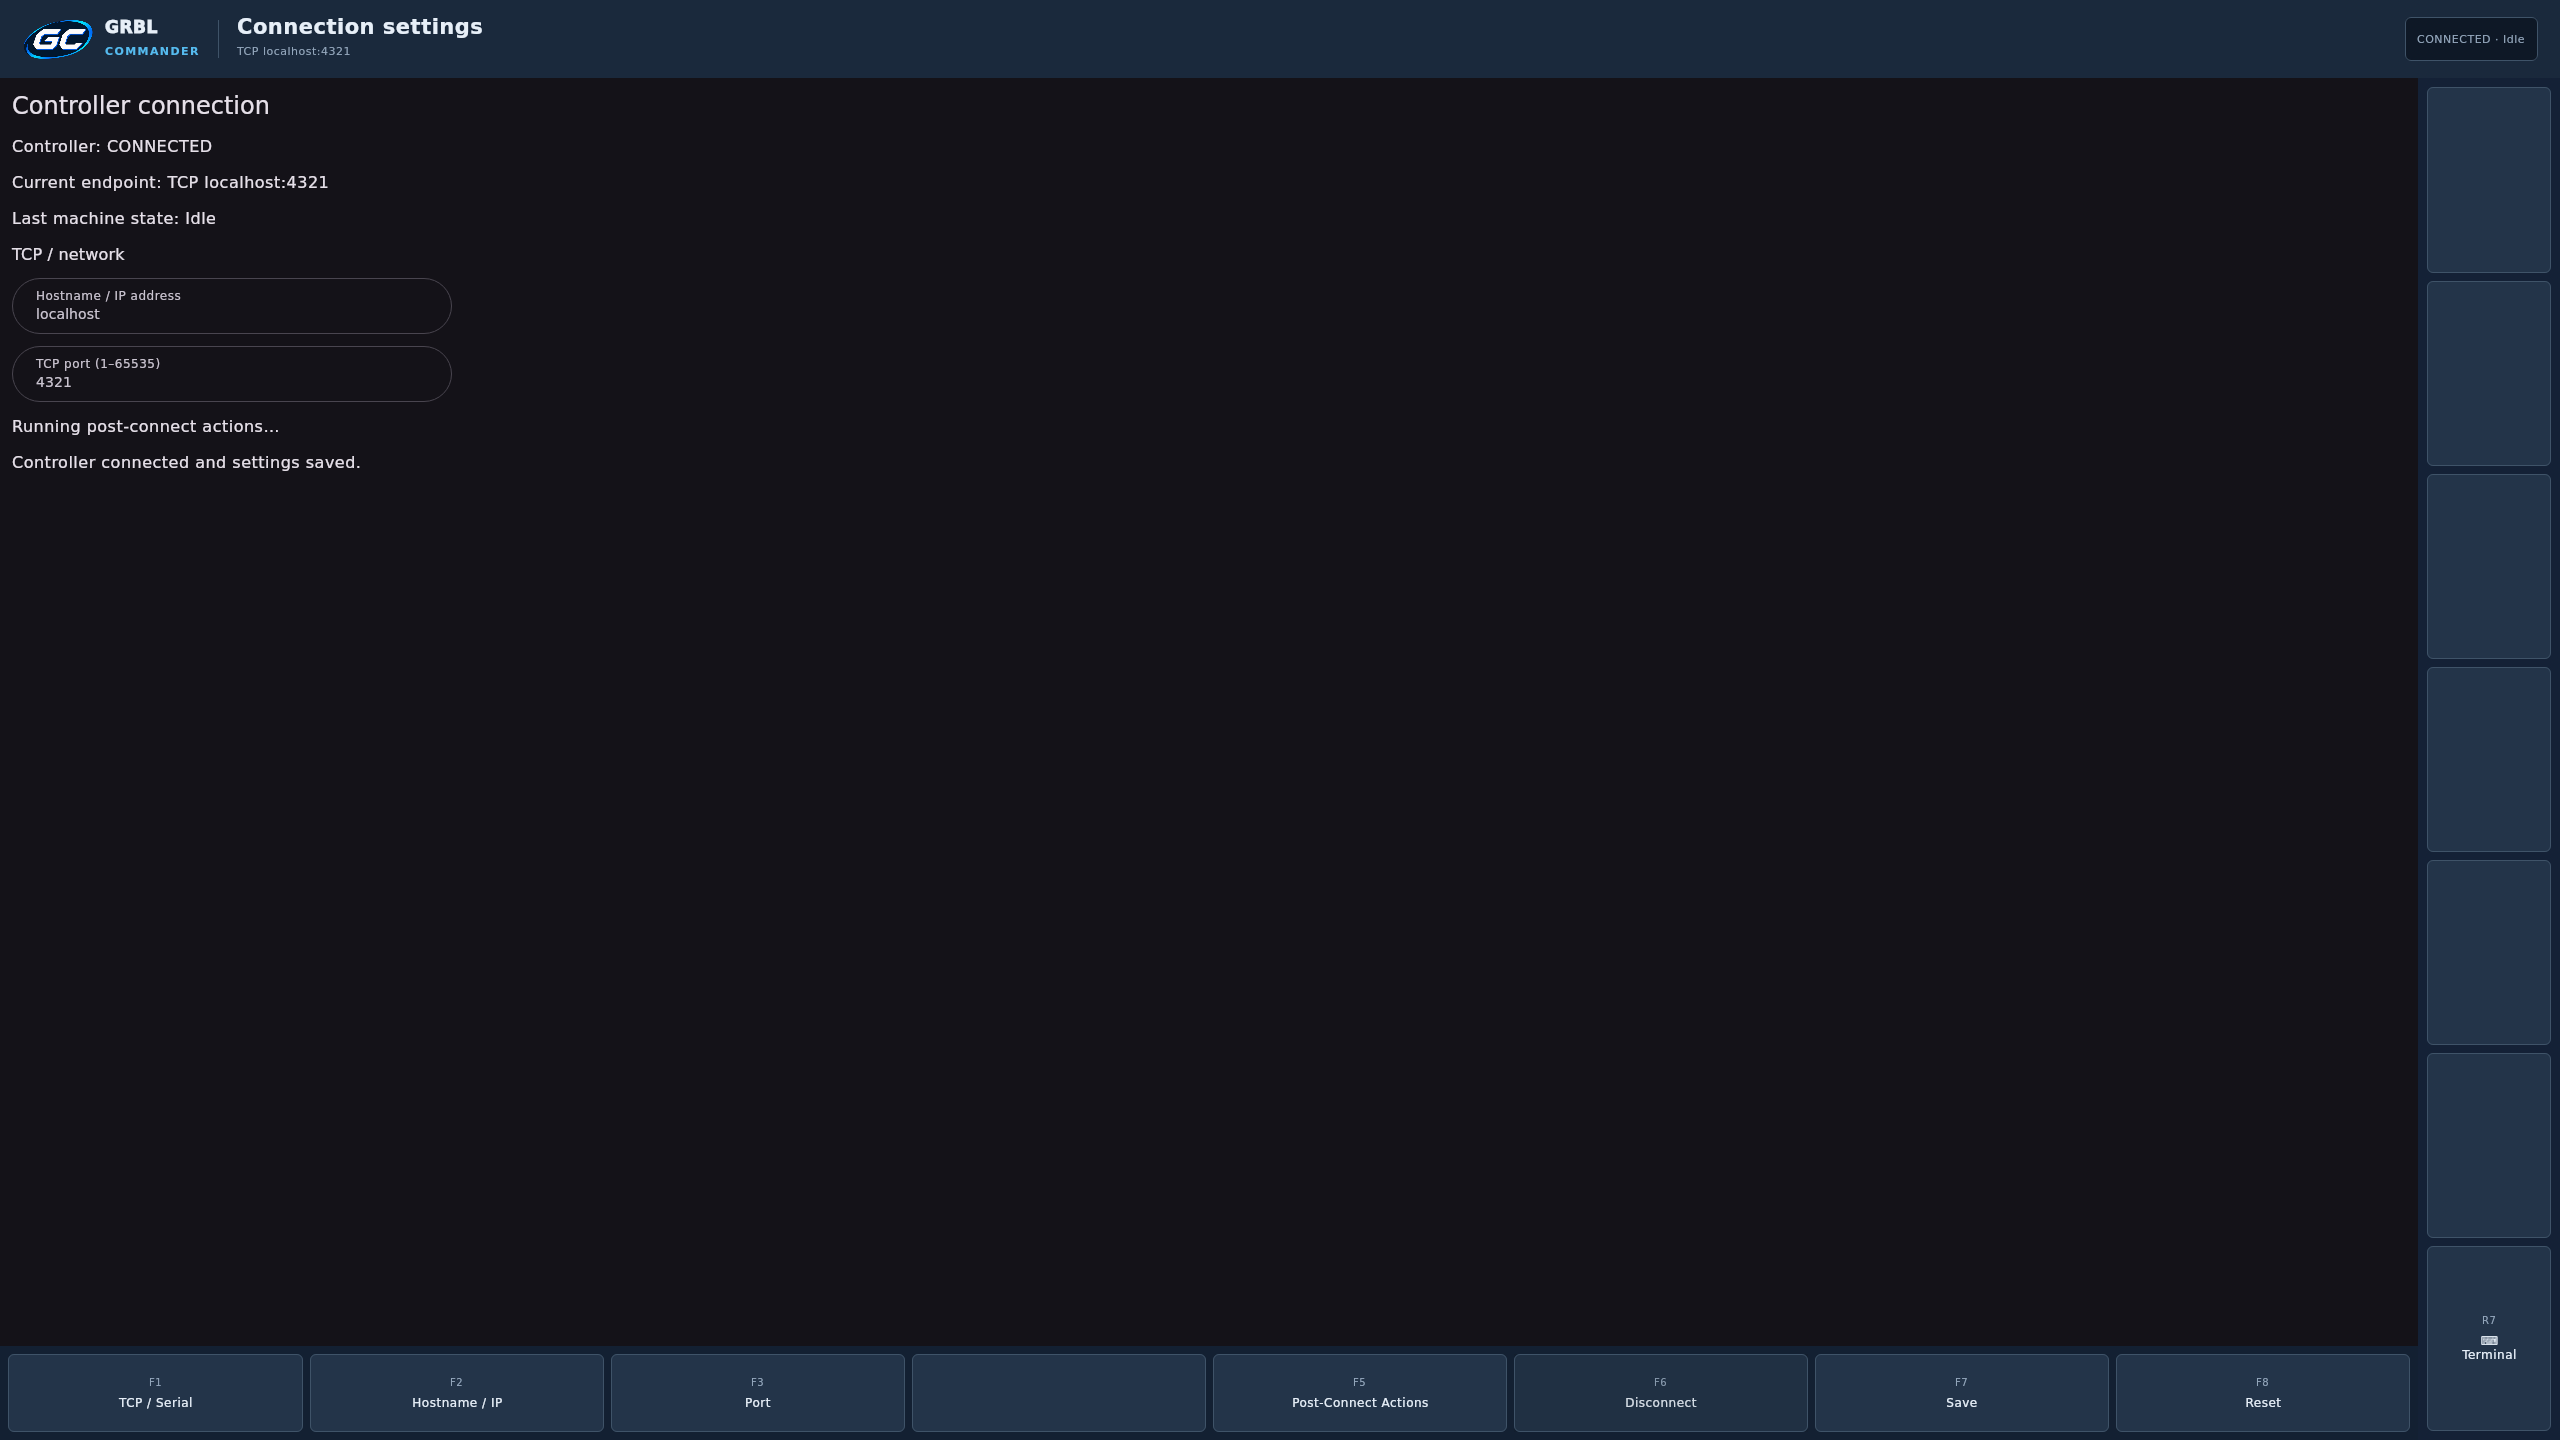 GC
GRBL
COMMANDER
Connection settings
TCP localhost:4321
CONNECTED · Idle
Controller connection
Controller: CONNECTED
Current endpoint: TCP localhost:4321
Last machine state: Idle
TCP / network
Hostname / IP address
localhost
TCP port (1–65535)
4321
Running post-connect actions...
Controller connected and settings saved.
R7
Terminal
F1
TCP / Serial
F2
Hostname / IP
F3
Port
F5
Post-Connect Actions
F6
Disconnect
F7
Save
F8
Reset